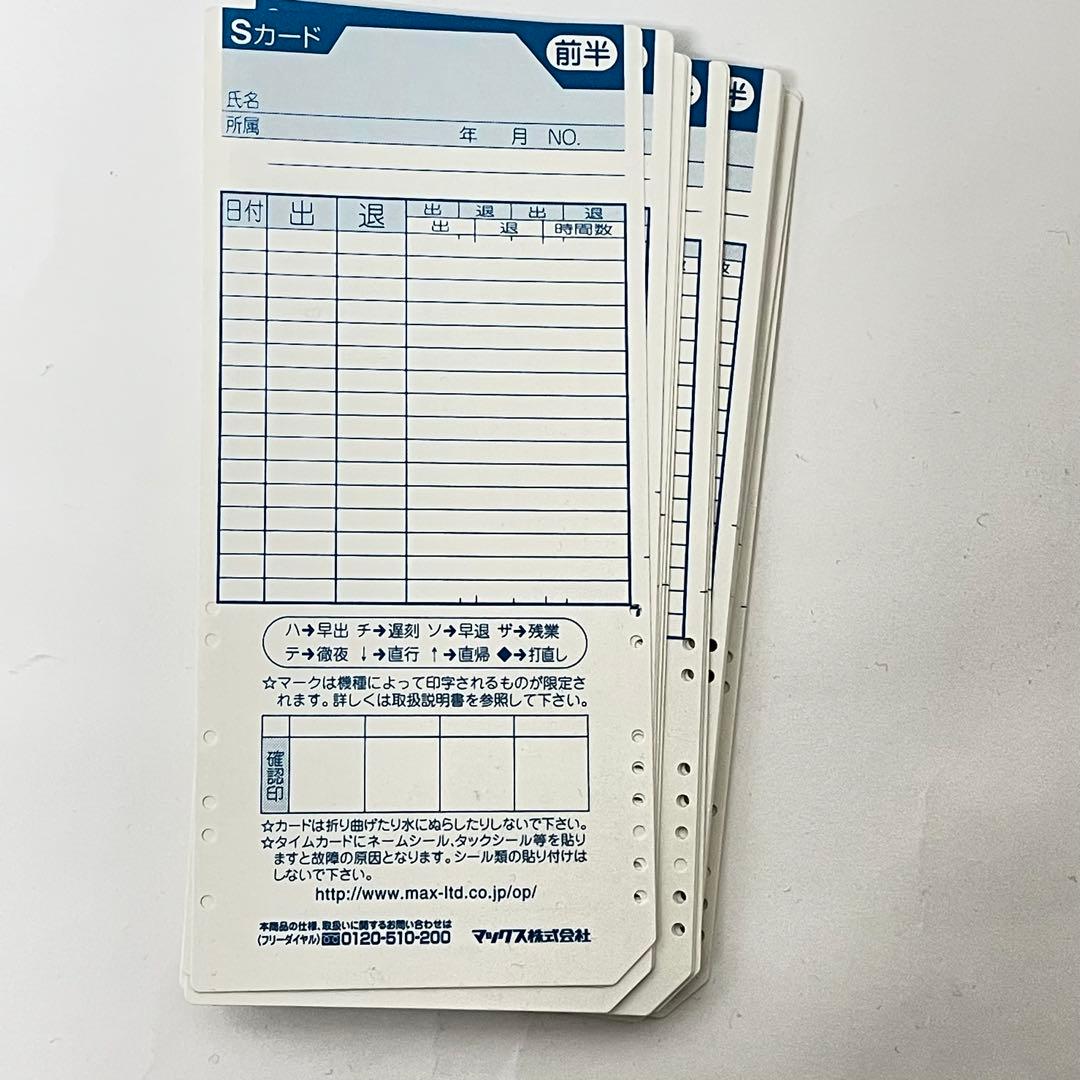 Sカード
前半
氏名
所属 年 月 NO.
日付 出 退 出 退 出 退
出 退 時間数
ハ→早出 チ→遅刻 ソ→早退 ザ→残業
テ→徹夜 ↓→直行 ↑→直帰 ◆→打直し
☆マークは機種によって印字されるものが限定さ
れます。詳しくは取扱説明書を参照して下さい。
確認印
☆カードは折り曲げたり水にぬらしたりしないで下さい。
☆タイムカードにネームシール、タックシール等を貼り
ますと故障の原因となります。シール類の貼り付けは
しないで下さい。
http://www.max-ltd.co.jp/op/
本商品の仕様、取扱いに関するお問い合わせは
(フリーダイヤル)0120-510-200 マックス株式会社
半